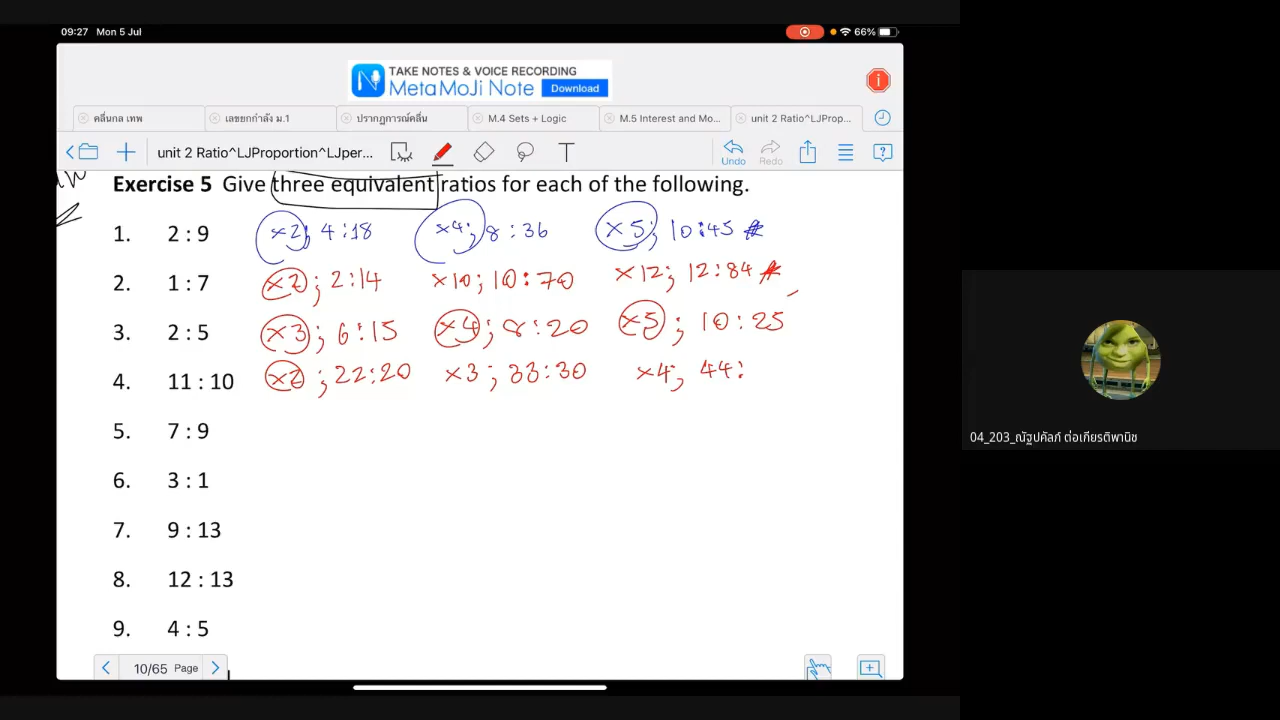 09:27 Mon 5 Jul 66%
TAKE NOTES & VOICE RECORDING
MetaMoJi Note Download
คลื่นกล เทพ เลขยกกำลัง ม.1 ปรากฏการณ์คลื่น M.4 Sets + Logic M.5 Interest and Mo... unit 2 Ratio^LJProp...
unit 2 Ratio^LJProportion^LJper... T Undo Redo
Exercise 5 Give three equivalent ratios for each of the following.
1. 2 : 9 ×2; 4:18 ×4; 8:36 ×5; 10:45
2. 1 : 7 ×2; 2:14 ×10; 10:70 ×12; 12:84
3. 2 : 5 ×3; 6:15 ×4; 8:20 ×5; 10:25
4. 11 : 10 ×2; 22:20 ×3; 33:30 ×4; 44:
5. 7 : 9
6. 3 : 1
7. 9 : 13
8. 12 : 13
9. 4 : 5
10/65 Page
04_203_ณัฐปคัลภ์ ต่อเกียรติพานิช